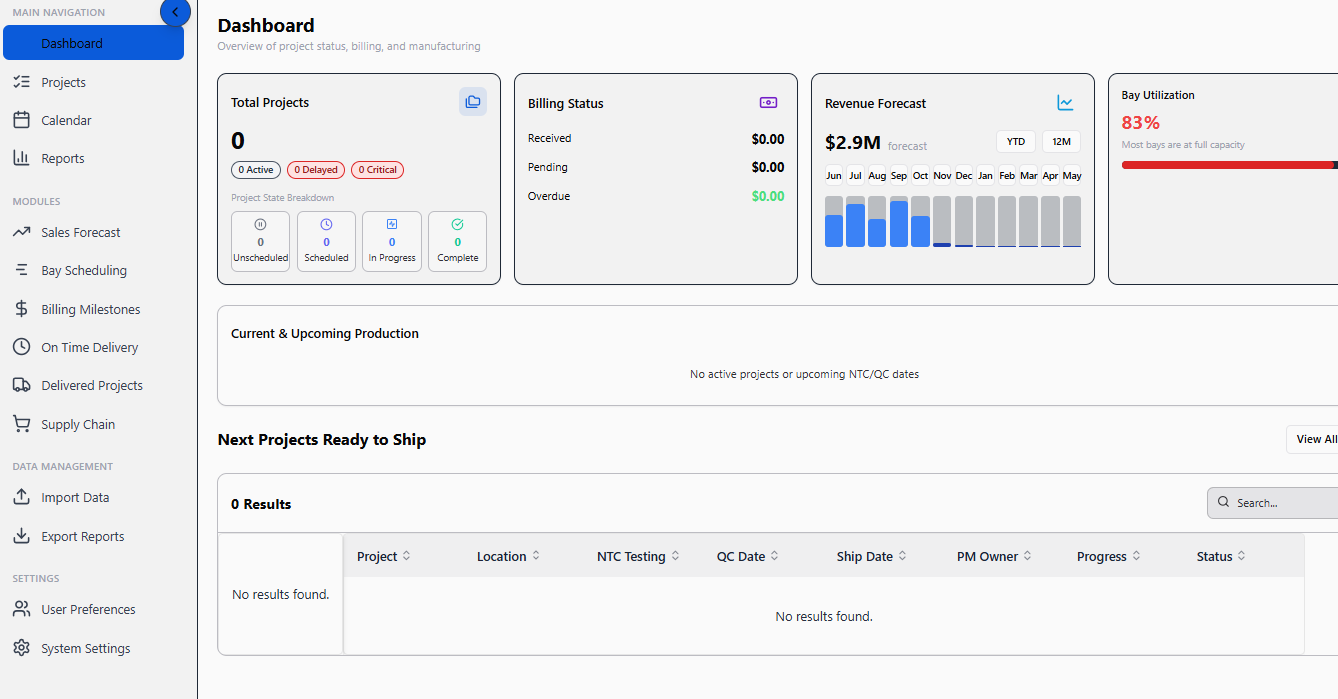 MAIN NAVIGATION
Dashboard
Projects
Calendar
Reports
MODULES
Sales Forecast
Bay Scheduling
Billing Milestones
On Time Delivery
Delivered Projects
Supply Chain
DATA MANAGEMENT
Import Data
Export Reports
SETTINGS
User Preferences
System Settings
Dashboard
Overview of project status, billing, and manufacturing
Total Projects
0
0 Active 0 Delayed 0 Critical
Project State Breakdown
0 0 0 0
Unscheduled Scheduled In Progress Complete
Billing Status
Received $0.00
Pending $0.00
Overdue $0.00
Revenue Forecast
$2.9M forecast YTD 12M
Jun Jul Aug Sep Oct Nov Dec Jan Feb Mar Apr May
Bay Utilization
83%
Most bays are at full capacity
Current & Upcoming Production
No active projects or upcoming NTC/QC dates
Next Projects Ready to Ship
View All
0 Results
Search...
Project Location NTC Testing QC Date Ship Date PM Owner Progress Status
No results found.
No results found.